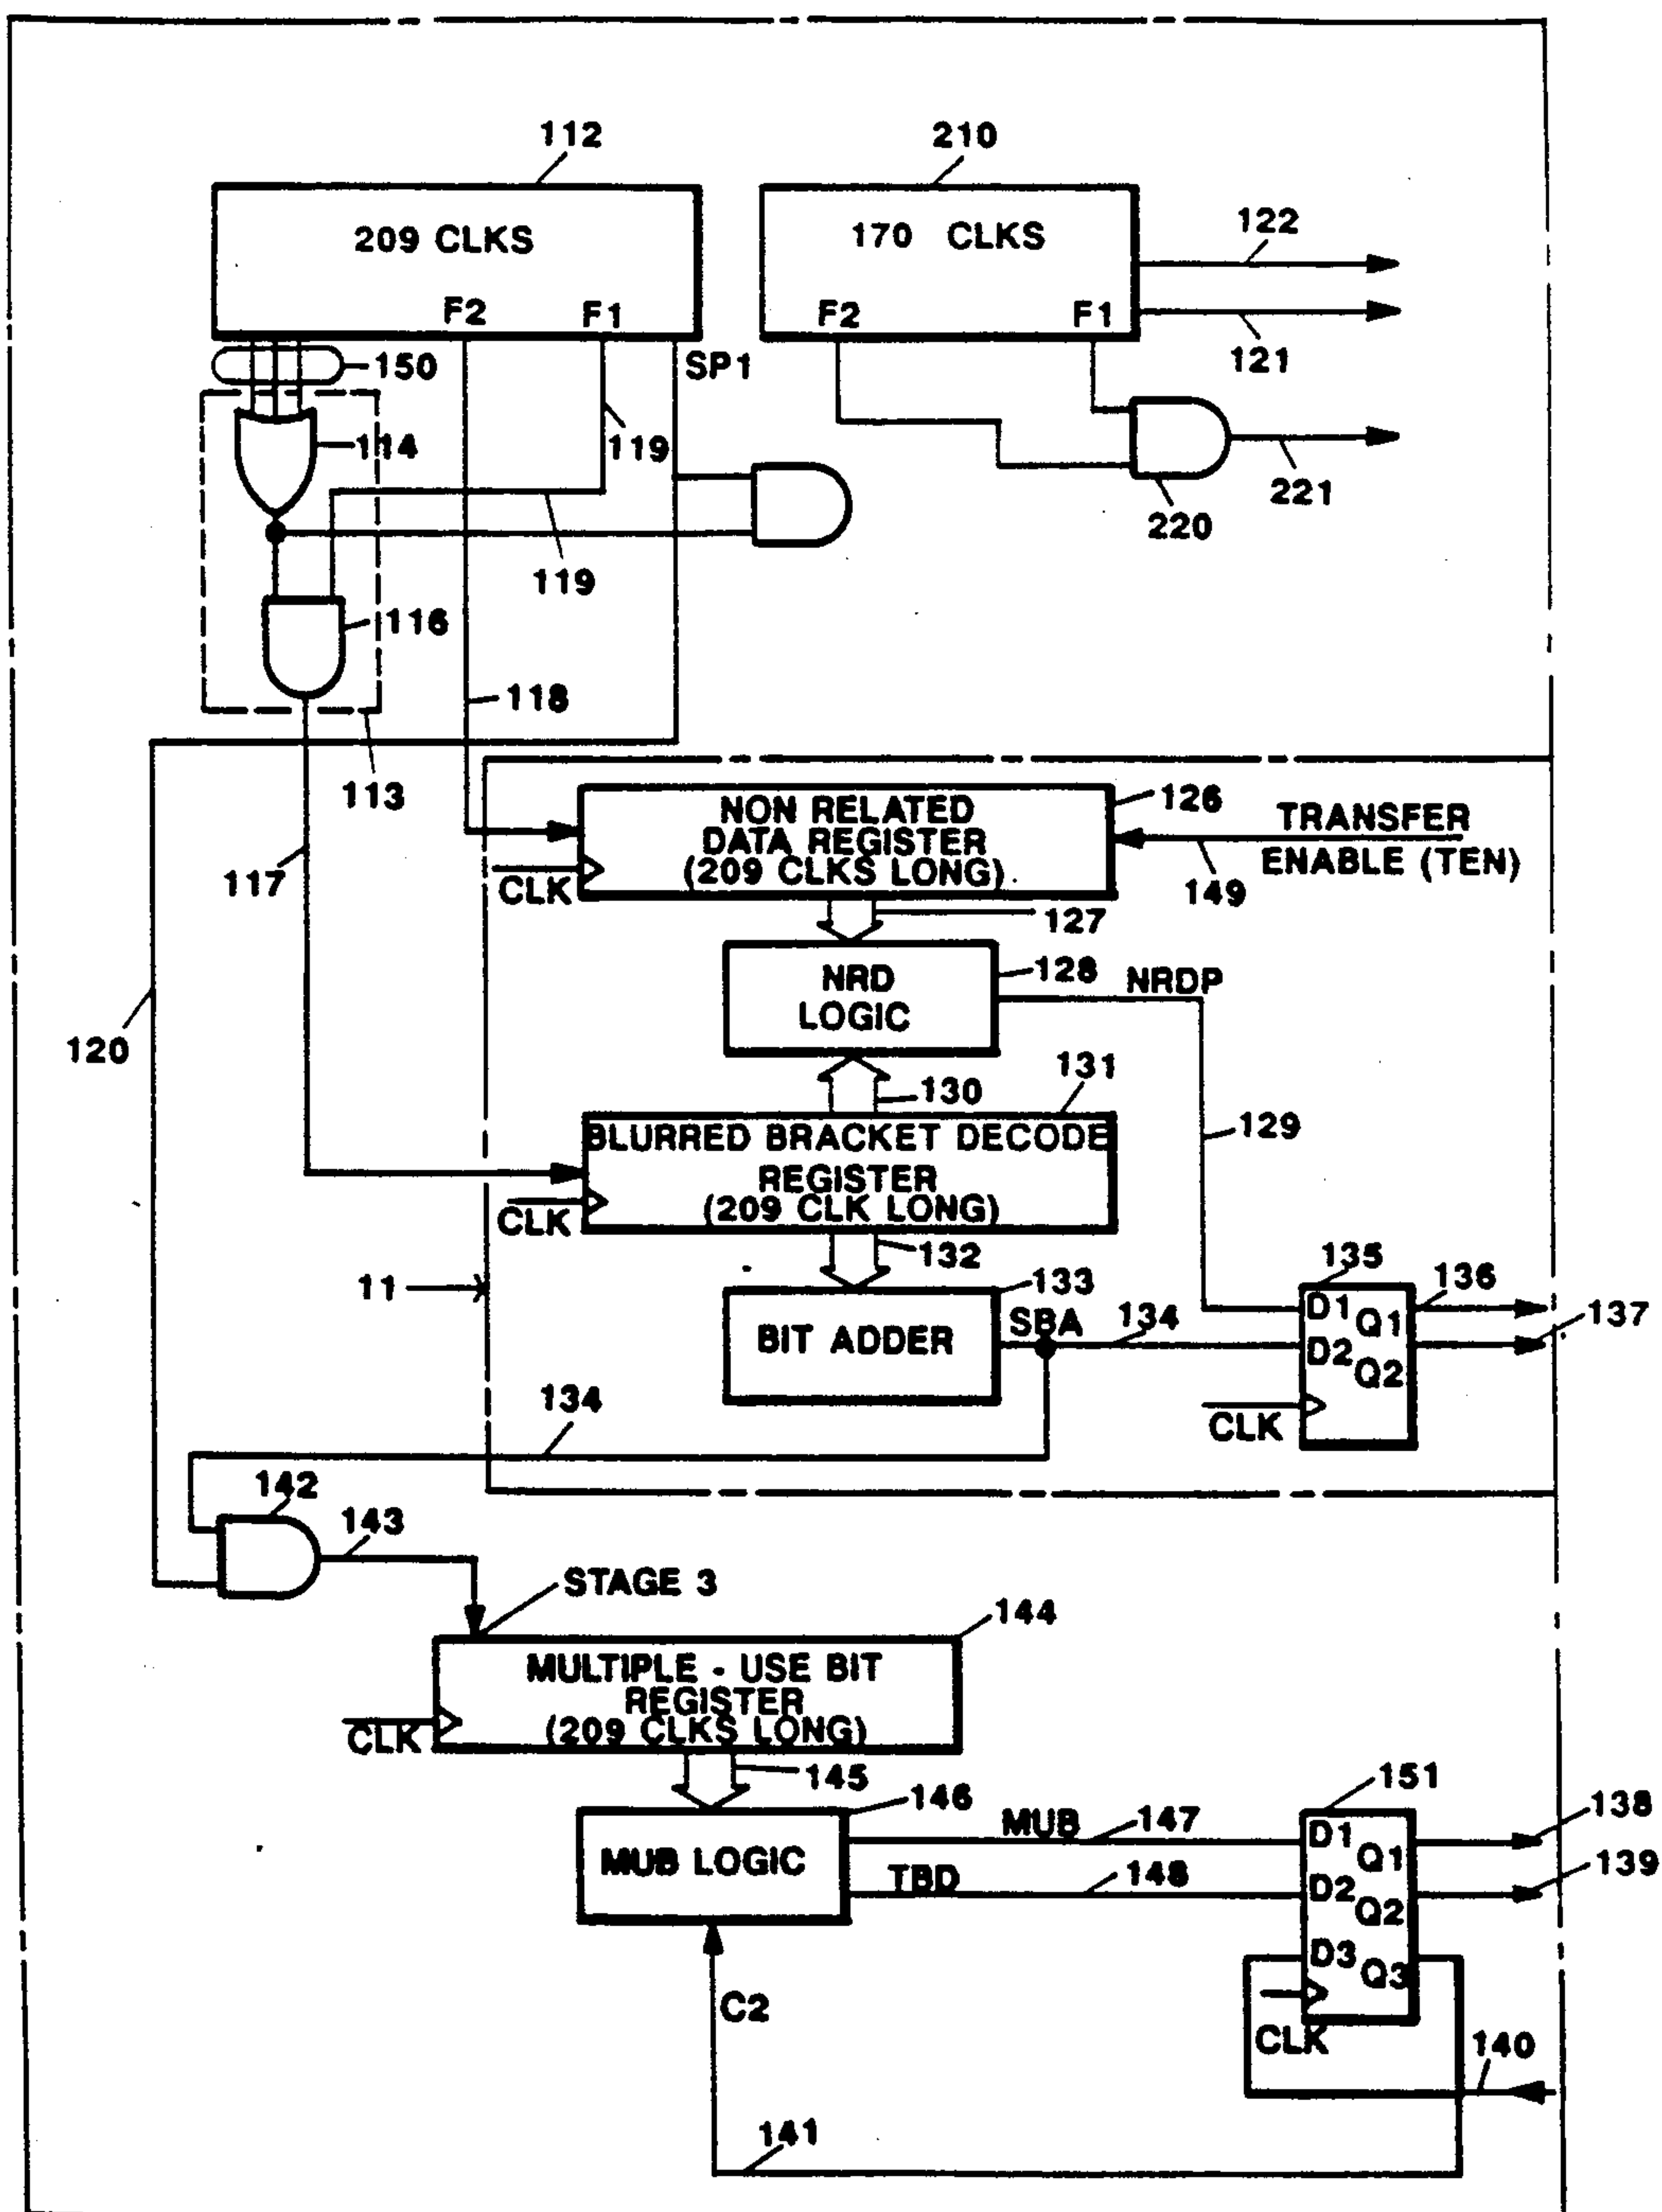 112
210
209 CLKS
170 CLKS
122
F2
F1
F2
F1
121
150
SP1
114
119
221
220
119
116
118
113
NON RELATED
DATA REGISTER
(209 CLKS LONG)
126
TRANSFER
ENABLE (TEN)
149
CLK
117
127
NRD
LOGIC
128
NRDP
120
131
130
129
BLURRED BRACKET DECODE
REGISTER
(209 CLK LONG)
CLK
132
11
133
135
136
137
BIT ADDER
SBA
134
D1
Q1
D2
Q2
CLK
134
142
143
STAGE 3
144
MULTIPLE - USE BIT
REGISTER
(209 CLKS LONG)
CLK
145
146
151
138
MUB
147
D1
Q1
MUB LOGIC
139
TBD
148
D2
Q2
D3
Q3
C2
CLK
140
141